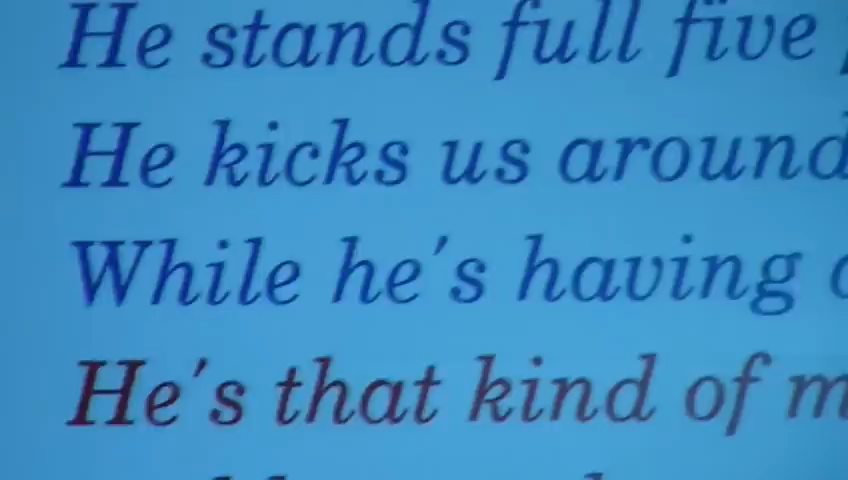 He stands full five
He kicks us around
While he's having
He's that kind of